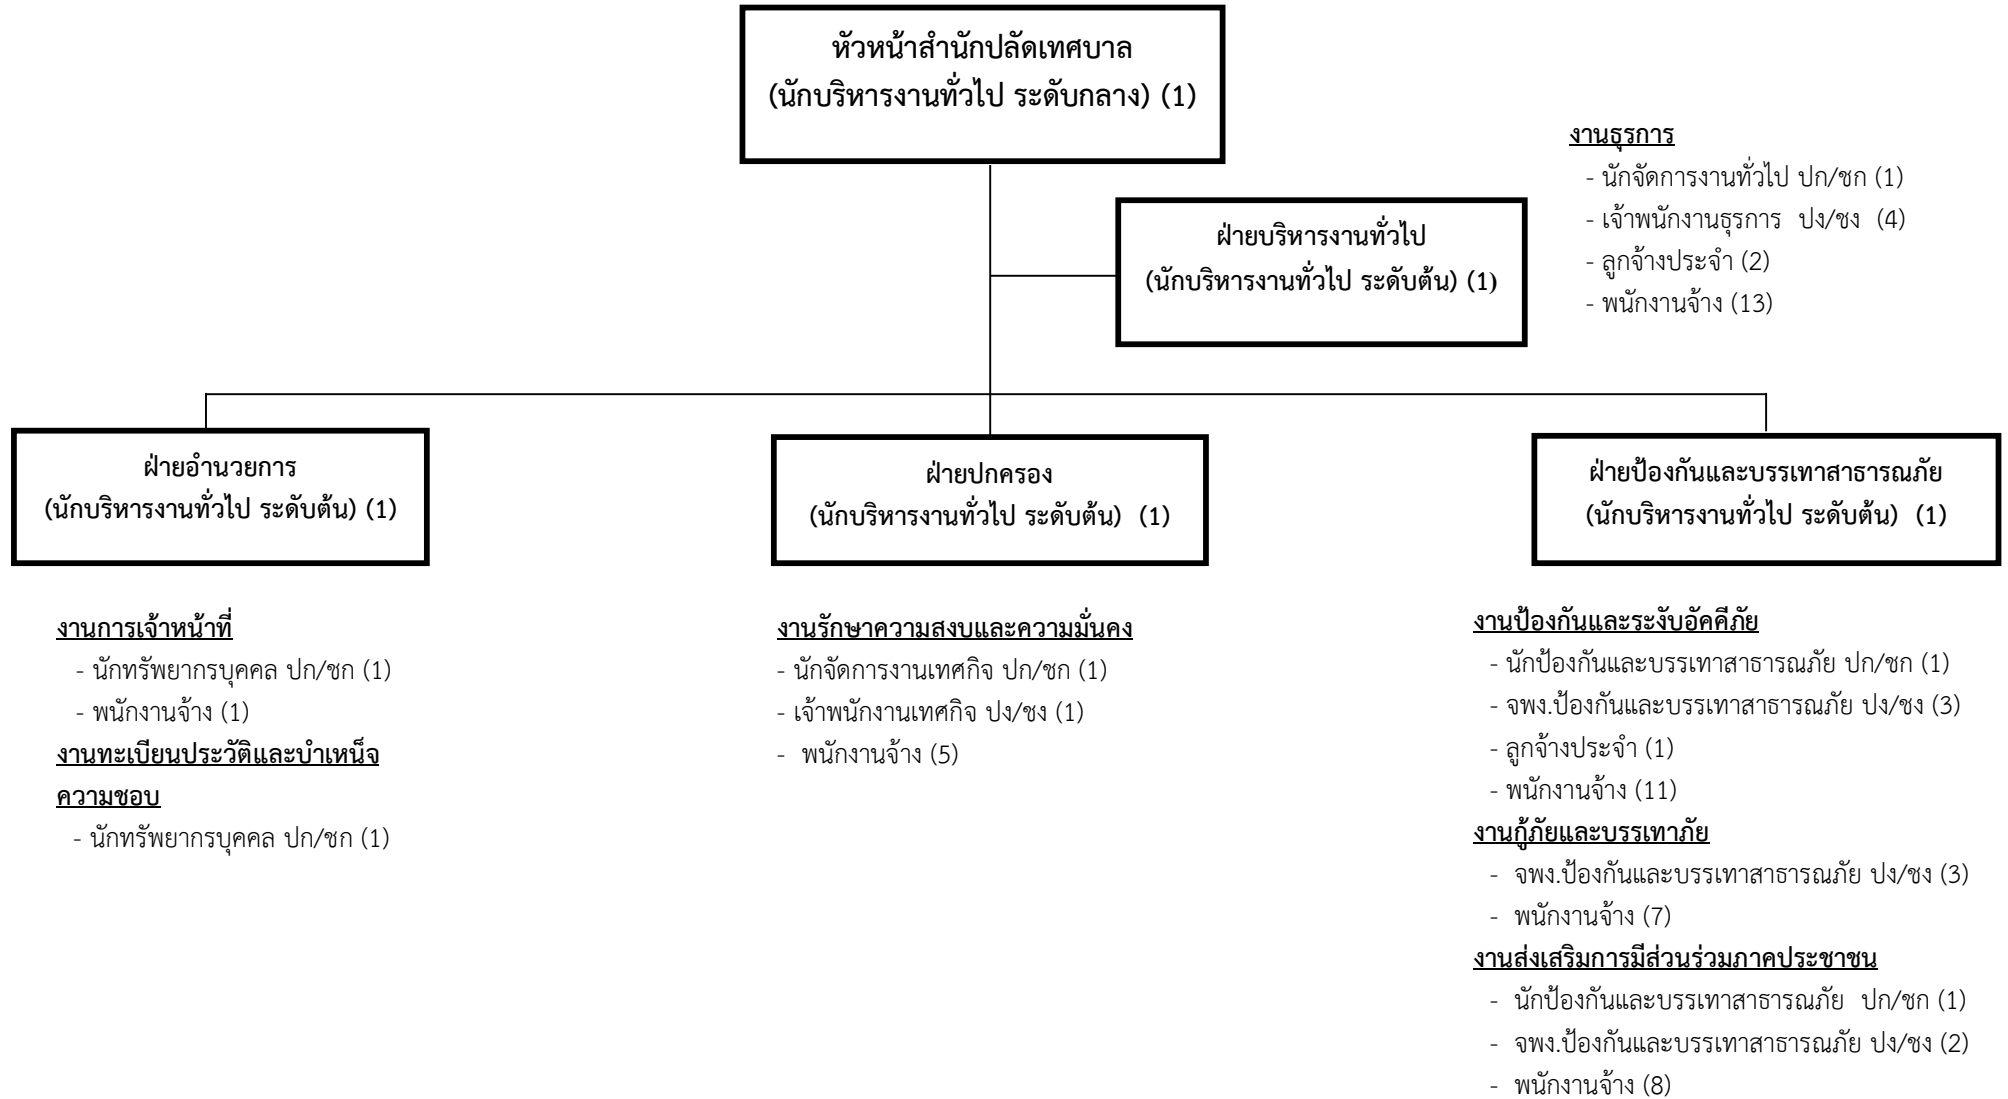 หัวหน้าสำนักปลัดเทศบาล
(นักบริหารงานทั่วไป ระดับกลาง) (1)
งานธุรการ
- นักจัดการงานทั่วไป ปก/ชก (1)
- เจ้าพนักงานธุรการ ปง/ชง (4)
- ลูกจ้างประจำ (2)
- พนักงานจ้าง (13)
ฝ่ายบริหารงานทั่วไป
(นักบริหารงานทั่วไป ระดับต้น) (1)
ฝ่ายอำนวยการ
(นักบริหารงานทั่วไป ระดับต้น) (1)
ฝ่ายปกครอง
(นักบริหารงานทั่วไป ระดับต้น) (1)
ฝ่ายป้องกันและบรรเทาสาธารณภัย
(นักบริหารงานทั่วไป ระดับต้น) (1)
งานการเจ้าหน้าที่
- นักทรัพยากรบุคคล ปก/ชก (1)
- พนักงานจ้าง (1)
งานทะเบียนประวัติและบำเหน็จ
ความชอบ
- นักทรัพยากรบุคคล ปก/ชก (1)
งานรักษาความสงบและความมั่นคง
- นักจัดการงานเทศกิจ ปก/ชก (1)
- เจ้าพนักงานเทศกิจ ปง/ชง (1)
- พนักงานจ้าง (5)
งานป้องกันและระงับอัคคีภัย
- นักป้องกันและบรรเทาสาธารณภัย ปก/ชก (1)
- จพง.ป้องกันและบรรเทาสาธารณภัย ปง/ชง (3)
- ลูกจ้างประจำ (1)
- พนักงานจ้าง (11)
งานกู้ภัยและบรรเทาภัย
- จพง.ป้องกันและบรรเทาสาธารณภัย ปง/ชง (3)
- พนักงานจ้าง (7)
งานส่งเสริมการมีส่วนร่วมภาคประชาชน
- นักป้องกันและบรรเทาสาธารณภัย ปก/ชก (1)
- จพง.ป้องกันและบรรเทาสาธารณภัย ปง/ชง (2)
- พนักงานจ้าง (8)